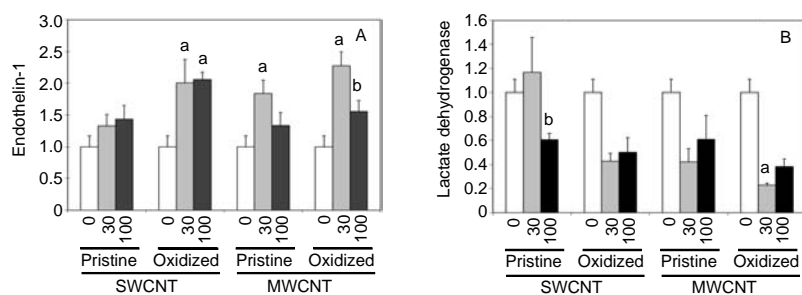 A
Endothelin-1
3.0
2.5
2.0
1.5
1.0
0.5
0
a a a a b
0 30 100 0 30 100 0 30 100 0 30 100
Pristine Oxidized Pristine Oxidized
SWCNT MWCNT
B
Lactate dehydrogenase
1.6
1.4
1.2
1.0
0.8
0.6
0.4
0.2
0
b a
0 30 100 0 30 100 0 30 100 0 30 100
Pristine Oxidized Pristine Oxidized
SWCNT MWCNT